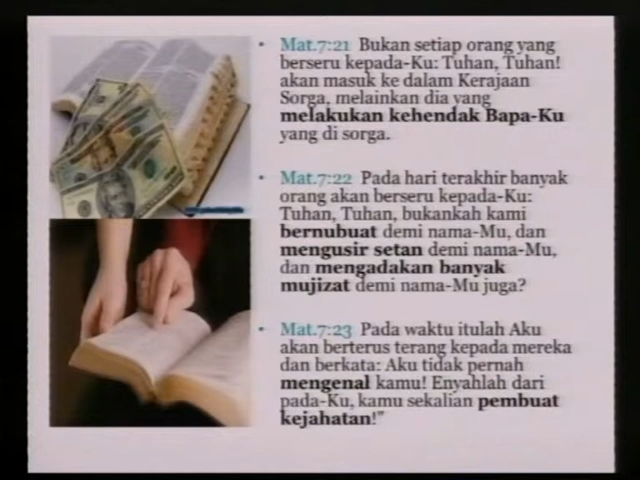 Mat.7:21 Bukan setiap orang yang
berseru kepada-Ku: Tuhan, Tuhan!
akan masuk ke dalam Kerajaan
Sorga, melainkan dia yang
melakukan kehendak Bapa-Ku
yang di sorga.
Mat.7:22 Pada hari terakhir banyak
orang akan berseru kepada-Ku:
Tuhan, Tuhan, bukankah kami
bernubuat demi nama-Mu, dan
mengusir setan demi nama-Mu,
dan mengadakan banyak
mujizat demi nama-Mu juga?
Mat.7:23 Pada waktu itulah Aku
akan berterus terang kepada mereka
dan berkata: Aku tidak pernah
mengenal kamu! Enyahlah dari
pada-Ku, kamu sekalian pembuat
kejahatan!"